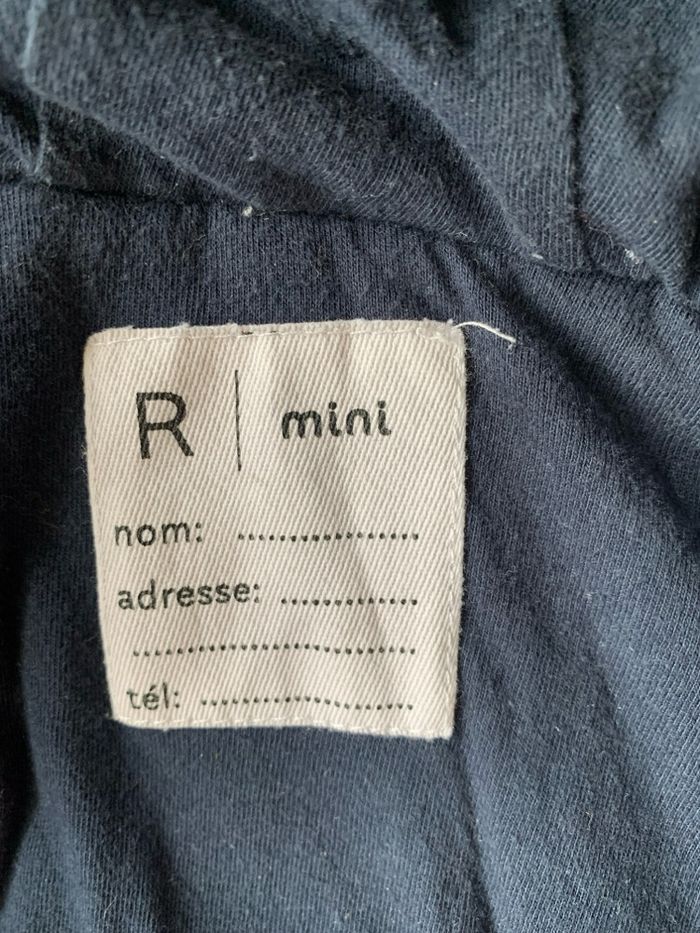 R | mini
nom: ....................
adresse: ...............
................................
tél: ........................